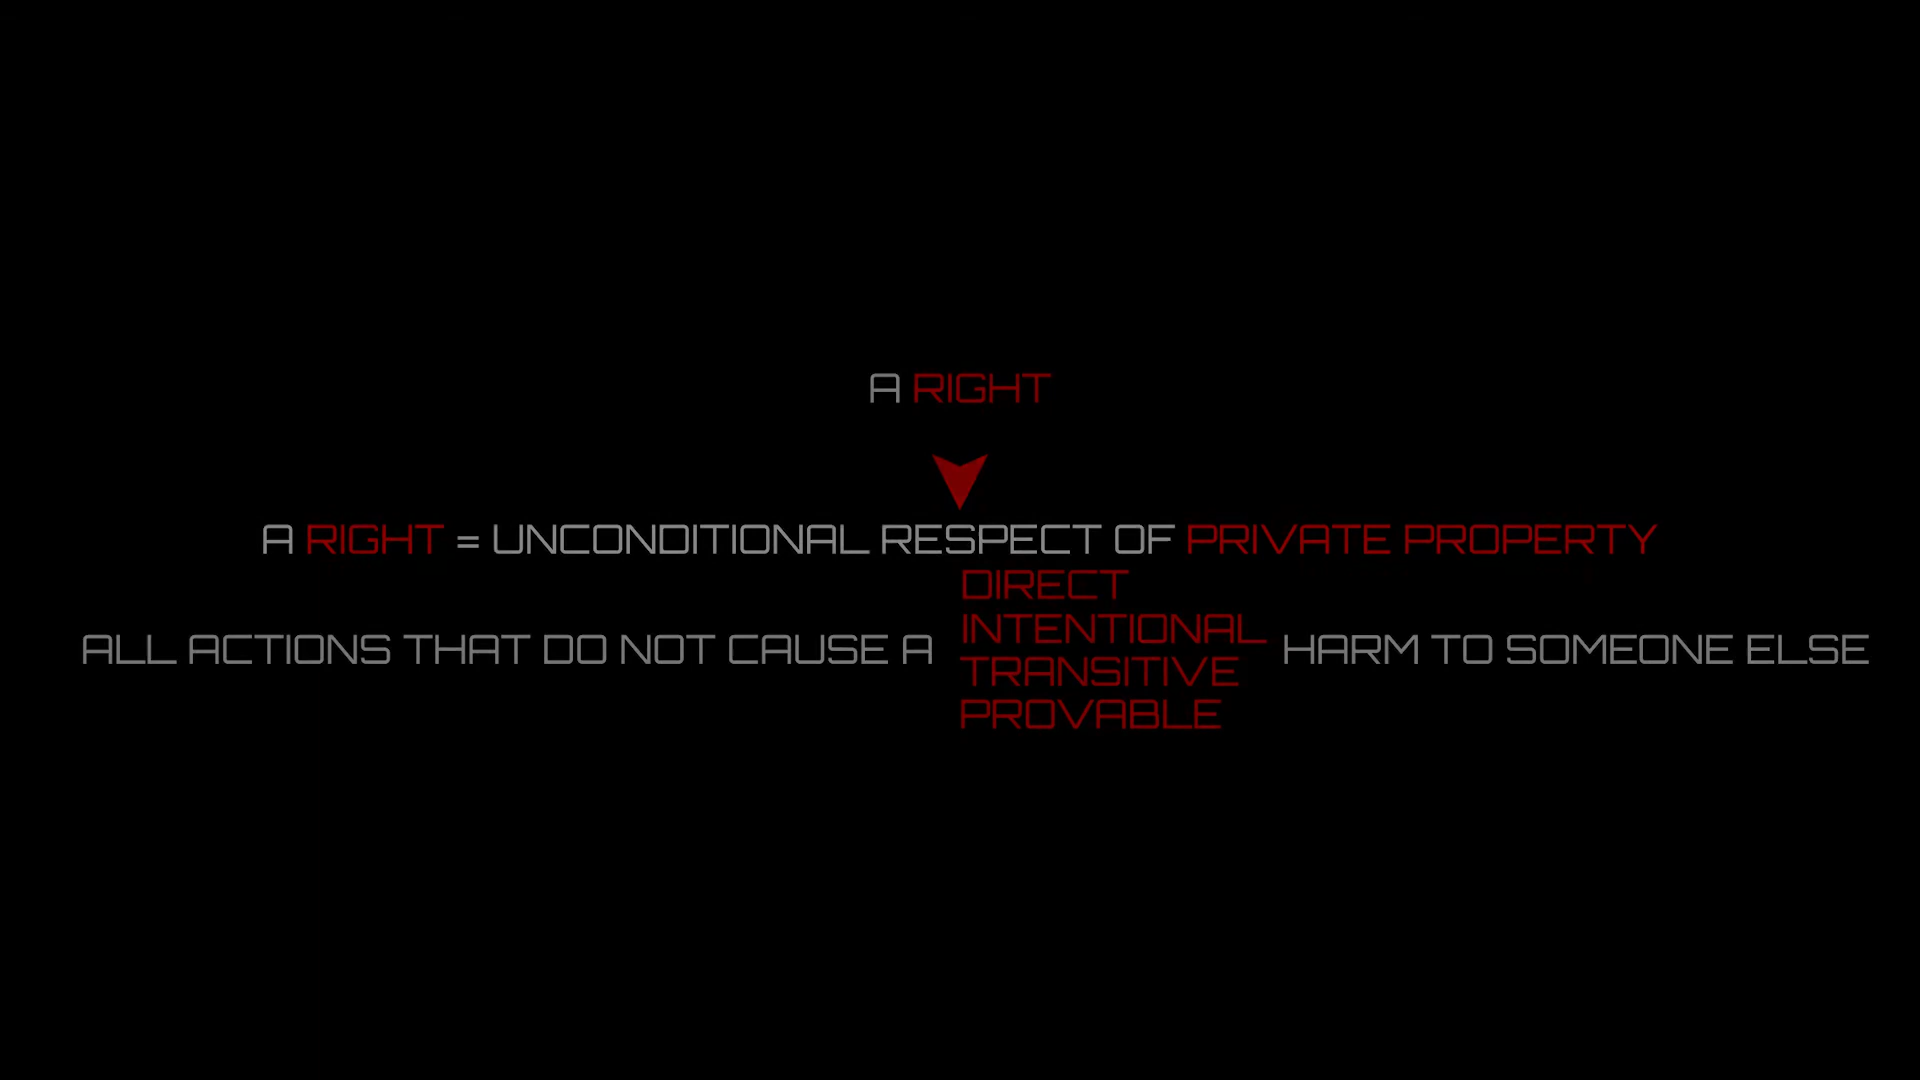 A RIGHT
A RIGHT = UNCONDITIONAL RESPECT OF PRIVATE PROPERTY
ALL ACTIONS THAT DO NOT CAUSE A
DIRECT
INTENTIONAL
TRANSITIVE
PROVABLE
HARM TO SOMEONE ELSE